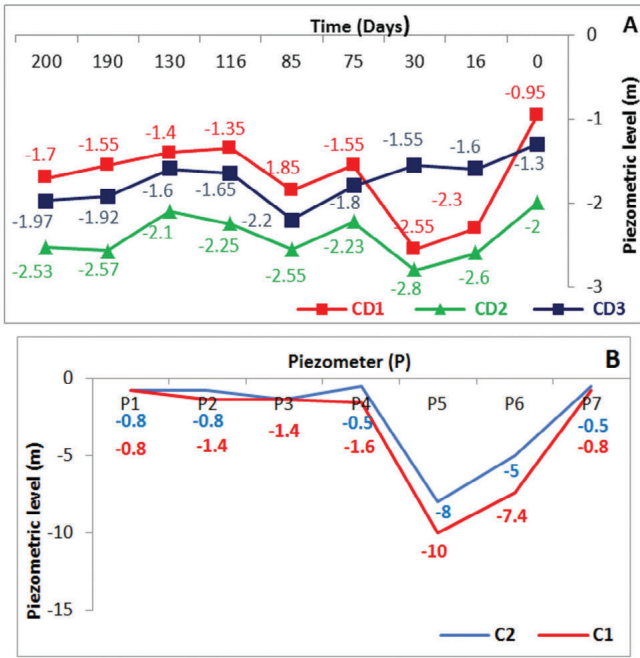 Time (Days) A
0
200 190 130 116 85 75 30 16 0
-0.95
-1
-1.7 -1.55 -1.4 -1.35 1.85 -1.55 -1.55 -1.6 -1.3
-1.97 -1.92 -1.6 -1.65 -2.2 -1.8 -2.55 -2.3
-2
-2.53 -2.57 -2.1 -2.25 -2.55 -2.23 -2.8 -2.6 -2
-3
Piezometric level (m)
CD1 CD2 CD3
Piezometer (P) B
0
P1 P2 P3 P4 P5 P6 P7
-0.8 -0.8 -0.5 -8 -5 -0.5
-0.8 -1.4 -1.4 -1.6 -10 -7.4 -0.8
-5
-10
-15
Piezometric level (m)
C2 C1